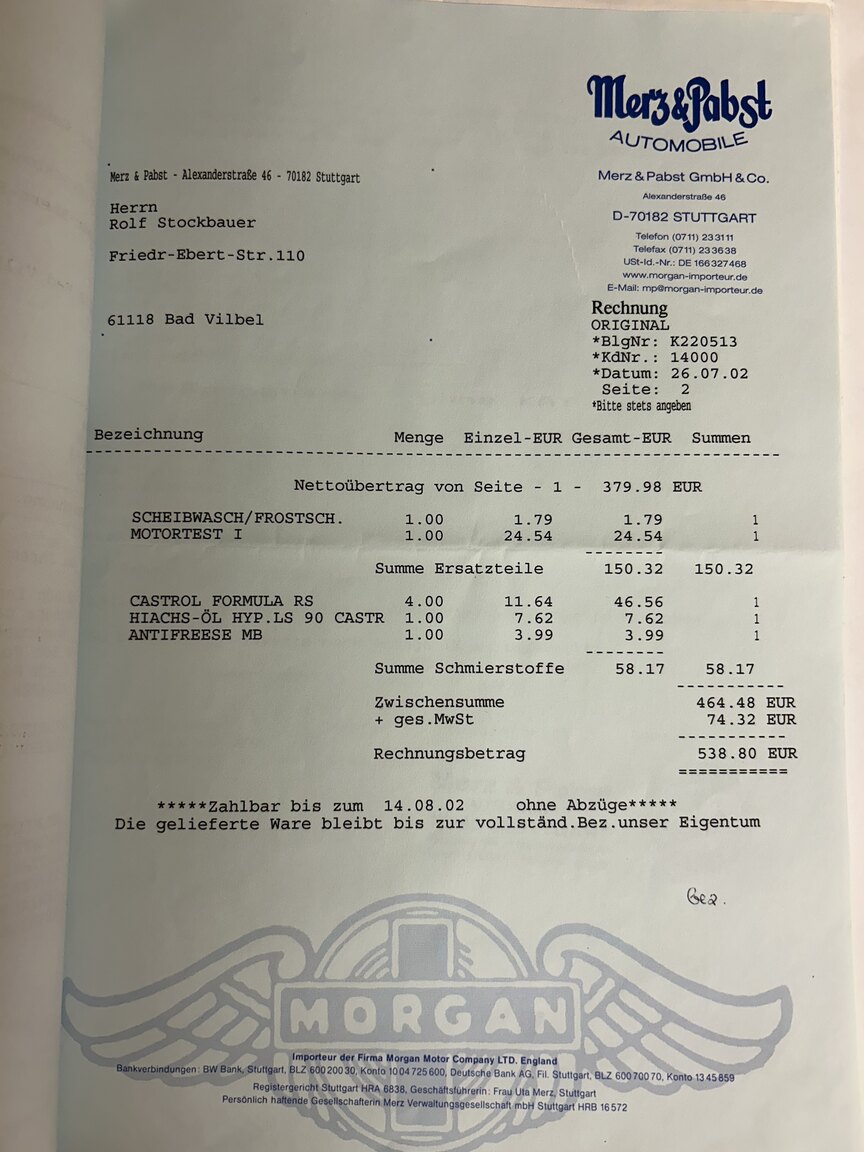 Merz & Pabst
AUTOMOBILE
Merz & Pabst GmbH & Co.
Alexanderstraße 46
D-70182 STUTTGART
Telefon (0711) 23 31 11
Telefax (0711) 23 36 38
USt-Id.-Nr.: DE 166327468
www.morgan-importeur.de
E-Mail: mp@morgan-importeur.de
Merz & Pabst - Alexanderstraße 46 - 70182 Stuttgart
Herrn
Rolf Stockbauer
Friedr-Ebert-Str.110
61118 Bad Vilbel
Rechnung
ORIGINAL
*BlgNr: K220513
*KdNr.: 14000
*Datum: 26.07.02
Seite: 2
*Bitte stets angeben
Bezeichnung Menge Einzel-EUR Gesamt-EUR Summen
Nettoübertrag von Seite - 1 - 379.98 EUR
SCHEIBWASCH/FROSTSCH. 1.00 1.79 1.79 1
MOTORTEST I 1.00 24.54 24.54 1
Summe Ersatzteile 150.32 150.32
CASTROL FORMULA RS 4.00 11.64 46.56 1
HIACHS-ÖL HYP.LS 90 CASTR 1.00 7.62 7.62 1
ANTIFREESE MB 1.00 3.99 3.99 1
Summe Schmierstoffe 58.17 58.17
Zwischensumme 464.48 EUR
+ ges.MwSt 74.32 EUR
Rechnungsbetrag 538.80 EUR
*****Zahlbar bis zum 14.08.02 ohne Abzüge*****
Die gelieferte Ware bleibt bis zur vollständ.Bez.unser Eigentum
Bez.
MORGAN
Importeur der Firma Morgan Motor Company LTD. England
Bankverbindungen: BW Bank, Stuttgart, BLZ 600 200 30, Konto 10 04 725 600, Deutsche Bank AG, Fil. Stuttgart, BLZ 600 700 70, Konto 13 45 859
Registergericht Stuttgart HRA 6838, Geschäftsführerin: Frau Uta Merz, Stuttgart
Persönlich haftende Gesellschafterin Merz Verwaltungsgesellschaft mbH Stuttgart HRB 16 572